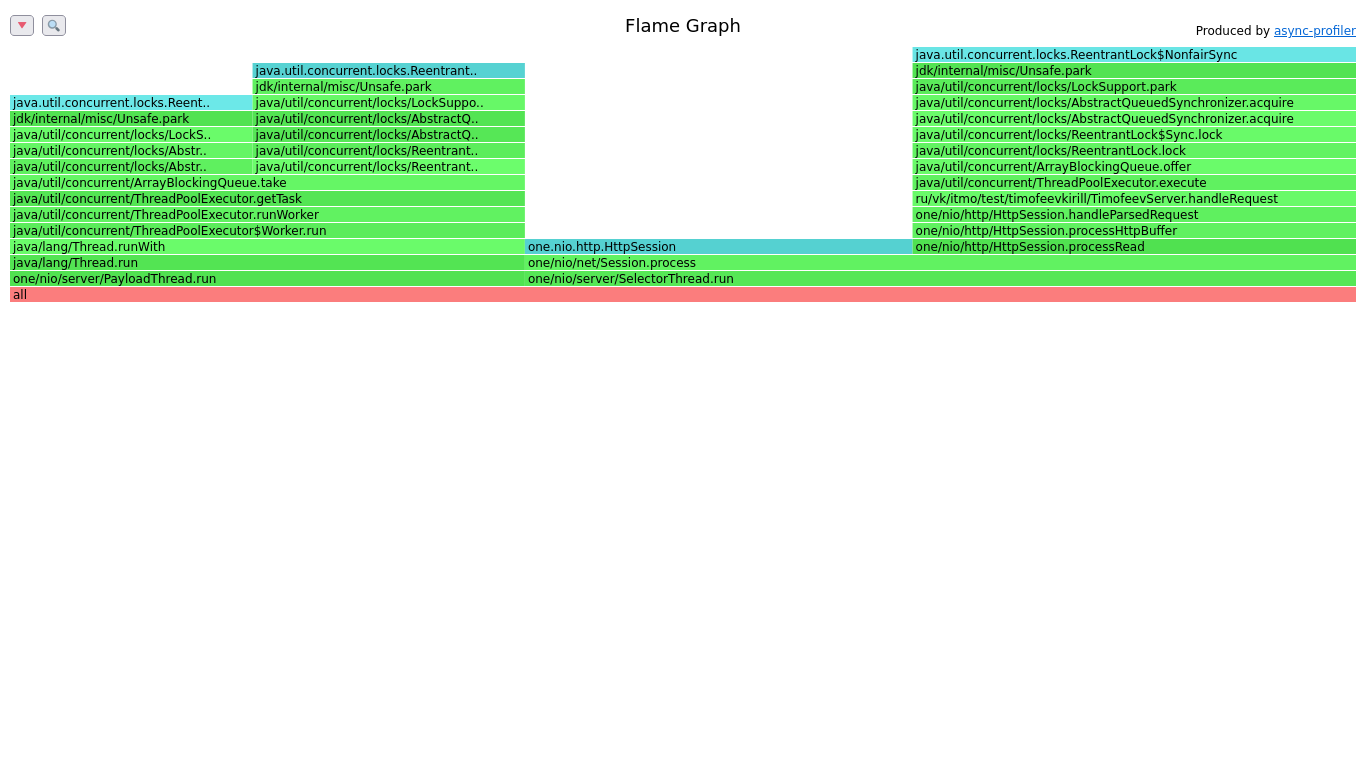 Flame Graph
Produced by async-profiler
java.util.concurrent.locks.ReentrantLock$NonfairSync
java.util.concurrent.locks.Reentrant..
jdk/internal/misc/Unsafe.park
jdk/internal/misc/Unsafe.park
java/util/concurrent/locks/LockSupport.park
java.util.concurrent.locks.Reent..
java/util/concurrent/locks/LockSuppo..
java/util/concurrent/locks/AbstractQueuedSynchronizer.acquire
jdk/internal/misc/Unsafe.park
java/util/concurrent/locks/AbstractQ..
java/util/concurrent/locks/AbstractQueuedSynchronizer.acquire
java/util/concurrent/locks/LockS..
java/util/concurrent/locks/AbstractQ..
java/util/concurrent/locks/ReentrantLock$Sync.lock
java/util/concurrent/locks/Abstr..
java/util/concurrent/locks/Reentrant..
java/util/concurrent/locks/ReentrantLock.lock
java/util/concurrent/locks/Abstr..
java/util/concurrent/locks/Reentrant..
java/util/concurrent/ArrayBlockingQueue.offer
java/util/concurrent/ArrayBlockingQueue.take
java/util/concurrent/ThreadPoolExecutor.execute
java/util/concurrent/ThreadPoolExecutor.getTask
ru/vk/itmo/test/timofeevkirill/TimofeevServer.handleRequest
java/util/concurrent/ThreadPoolExecutor.runWorker
one/nio/http/HttpSession.handleParsedRequest
java/util/concurrent/ThreadPoolExecutor$Worker.run
one/nio/http/HttpSession.processHttpBuffer
java/lang/Thread.runWith
one.nio.http.HttpSession
one/nio/http/HttpSession.processRead
java/lang/Thread.run
one/nio/net/Session.process
one/nio/server/PayloadThread.run
one/nio/server/SelectorThread.run
all